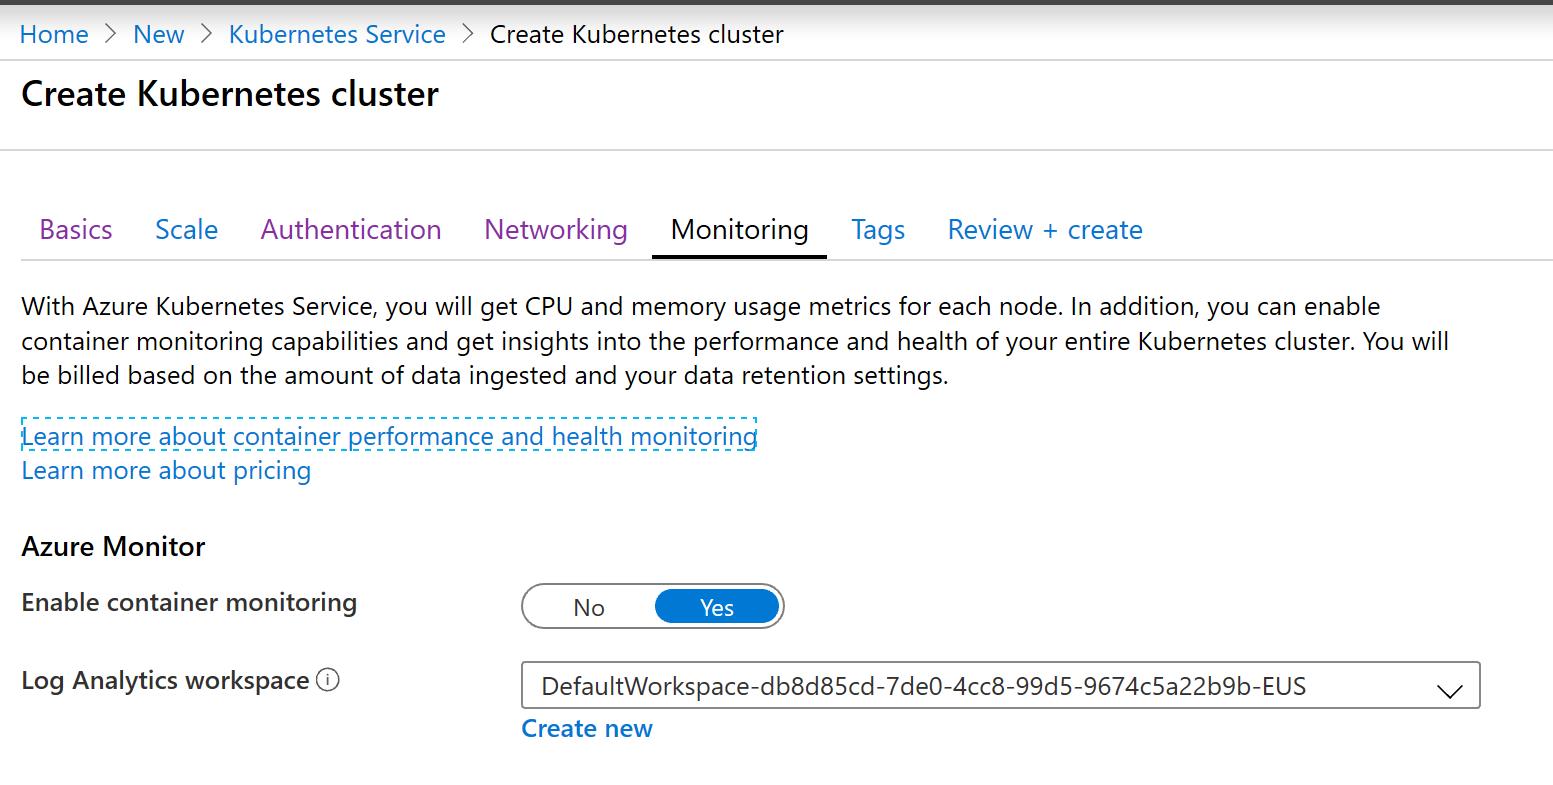 Home > New > Kubernetes Service > Create Kubernetes cluster
Create Kubernetes cluster
Basics Scale Authentication Networking Monitoring Tags Review + create
With Azure Kubernetes Service, you will get CPU and memory usage metrics for each node. In addition, you can enable
container monitoring capabilities and get insights into the performance and health of your entire Kubernetes cluster. You will
be billed based on the amount of data ingested and your data retention settings.
Learn more about container performance and health monitoring
Learn more about pricing
Azure Monitor
Enable container monitoring No Yes
Log Analytics workspace DefaultWorkspace-db8d85cd-7de0-4cc8-99d5-9674c5a22b9b-EUS
Create new